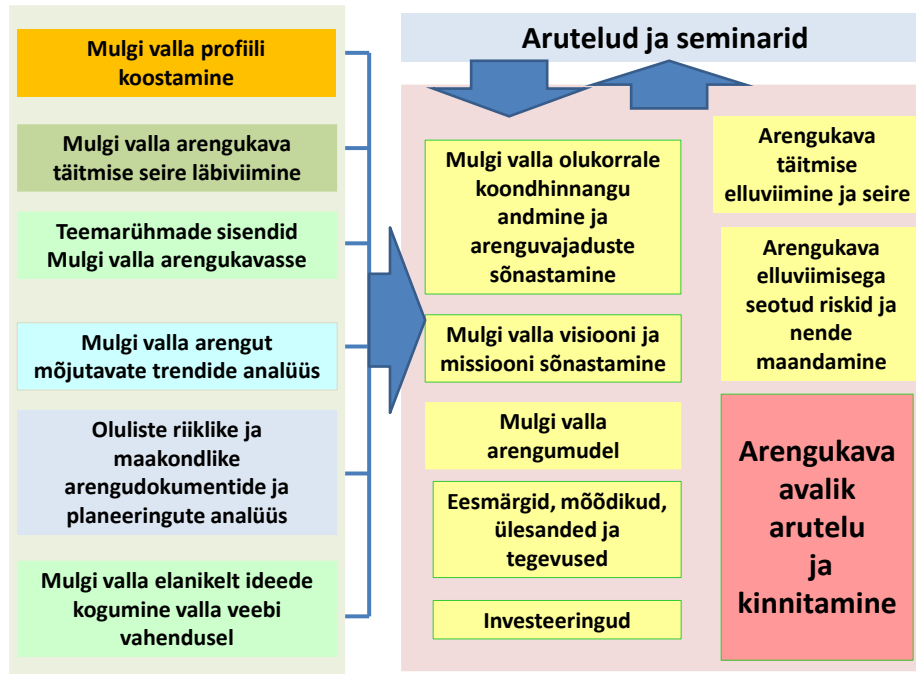 Mulgi valla profiili
koostamine
Mulgi valla arengukava
täitmise seire läbiviimine
Teemarühmade sisendid
Mulgi valla arengukavasse
Mulgi valla arengut
mõjutavate trendide analüüs
Oluliste riiklike ja
maakondlike
arengudokumentide ja
planeeringute analüüs
Mulgi valla elanikelt ideede
kogumine valla veebi
vahendusel
Arutelud ja seminarid
Mulgi valla olukorrale
koondhinnangu
andmine ja
arenguvajaduste
sõnastamine
Mulgi valla visiooni ja
missiooni sõnastamine
Mulgi valla
arengumudel
Eesmärgid, mõõdikud,
ülesanded ja
tegevused
Investeeringud
Arengukava
täitmise
elluviimine ja seire
Arengukava
elluviimisega
seotud riskid ja
nende
maandamine
Arengukava
avalik
arutelu
ja
kinnitamine